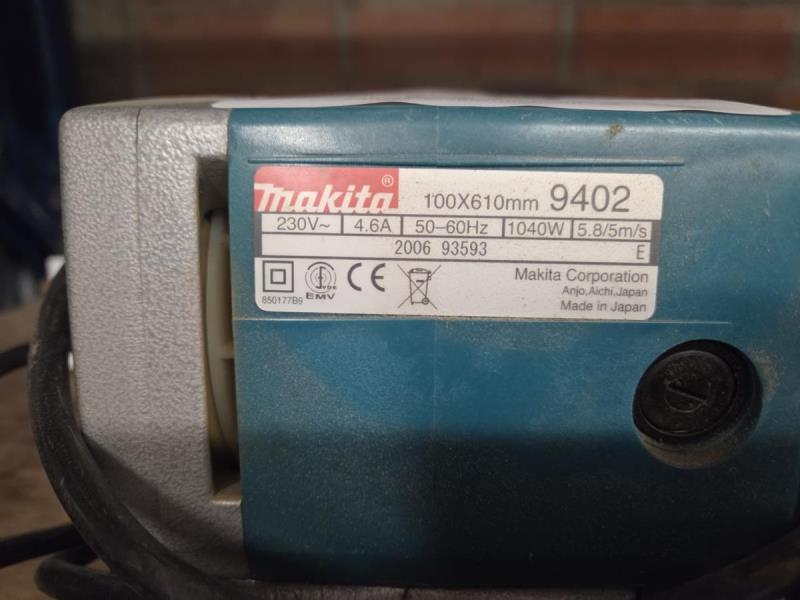 makita® 100X610mm 9402
230V~ 4.6A 50-60Hz 1040W 5.8/5m/s
2006 93593 E
VDE
EMV
CE
850177B9
Makita Corporation
Anjo,Aichi,Japan
Made in Japan